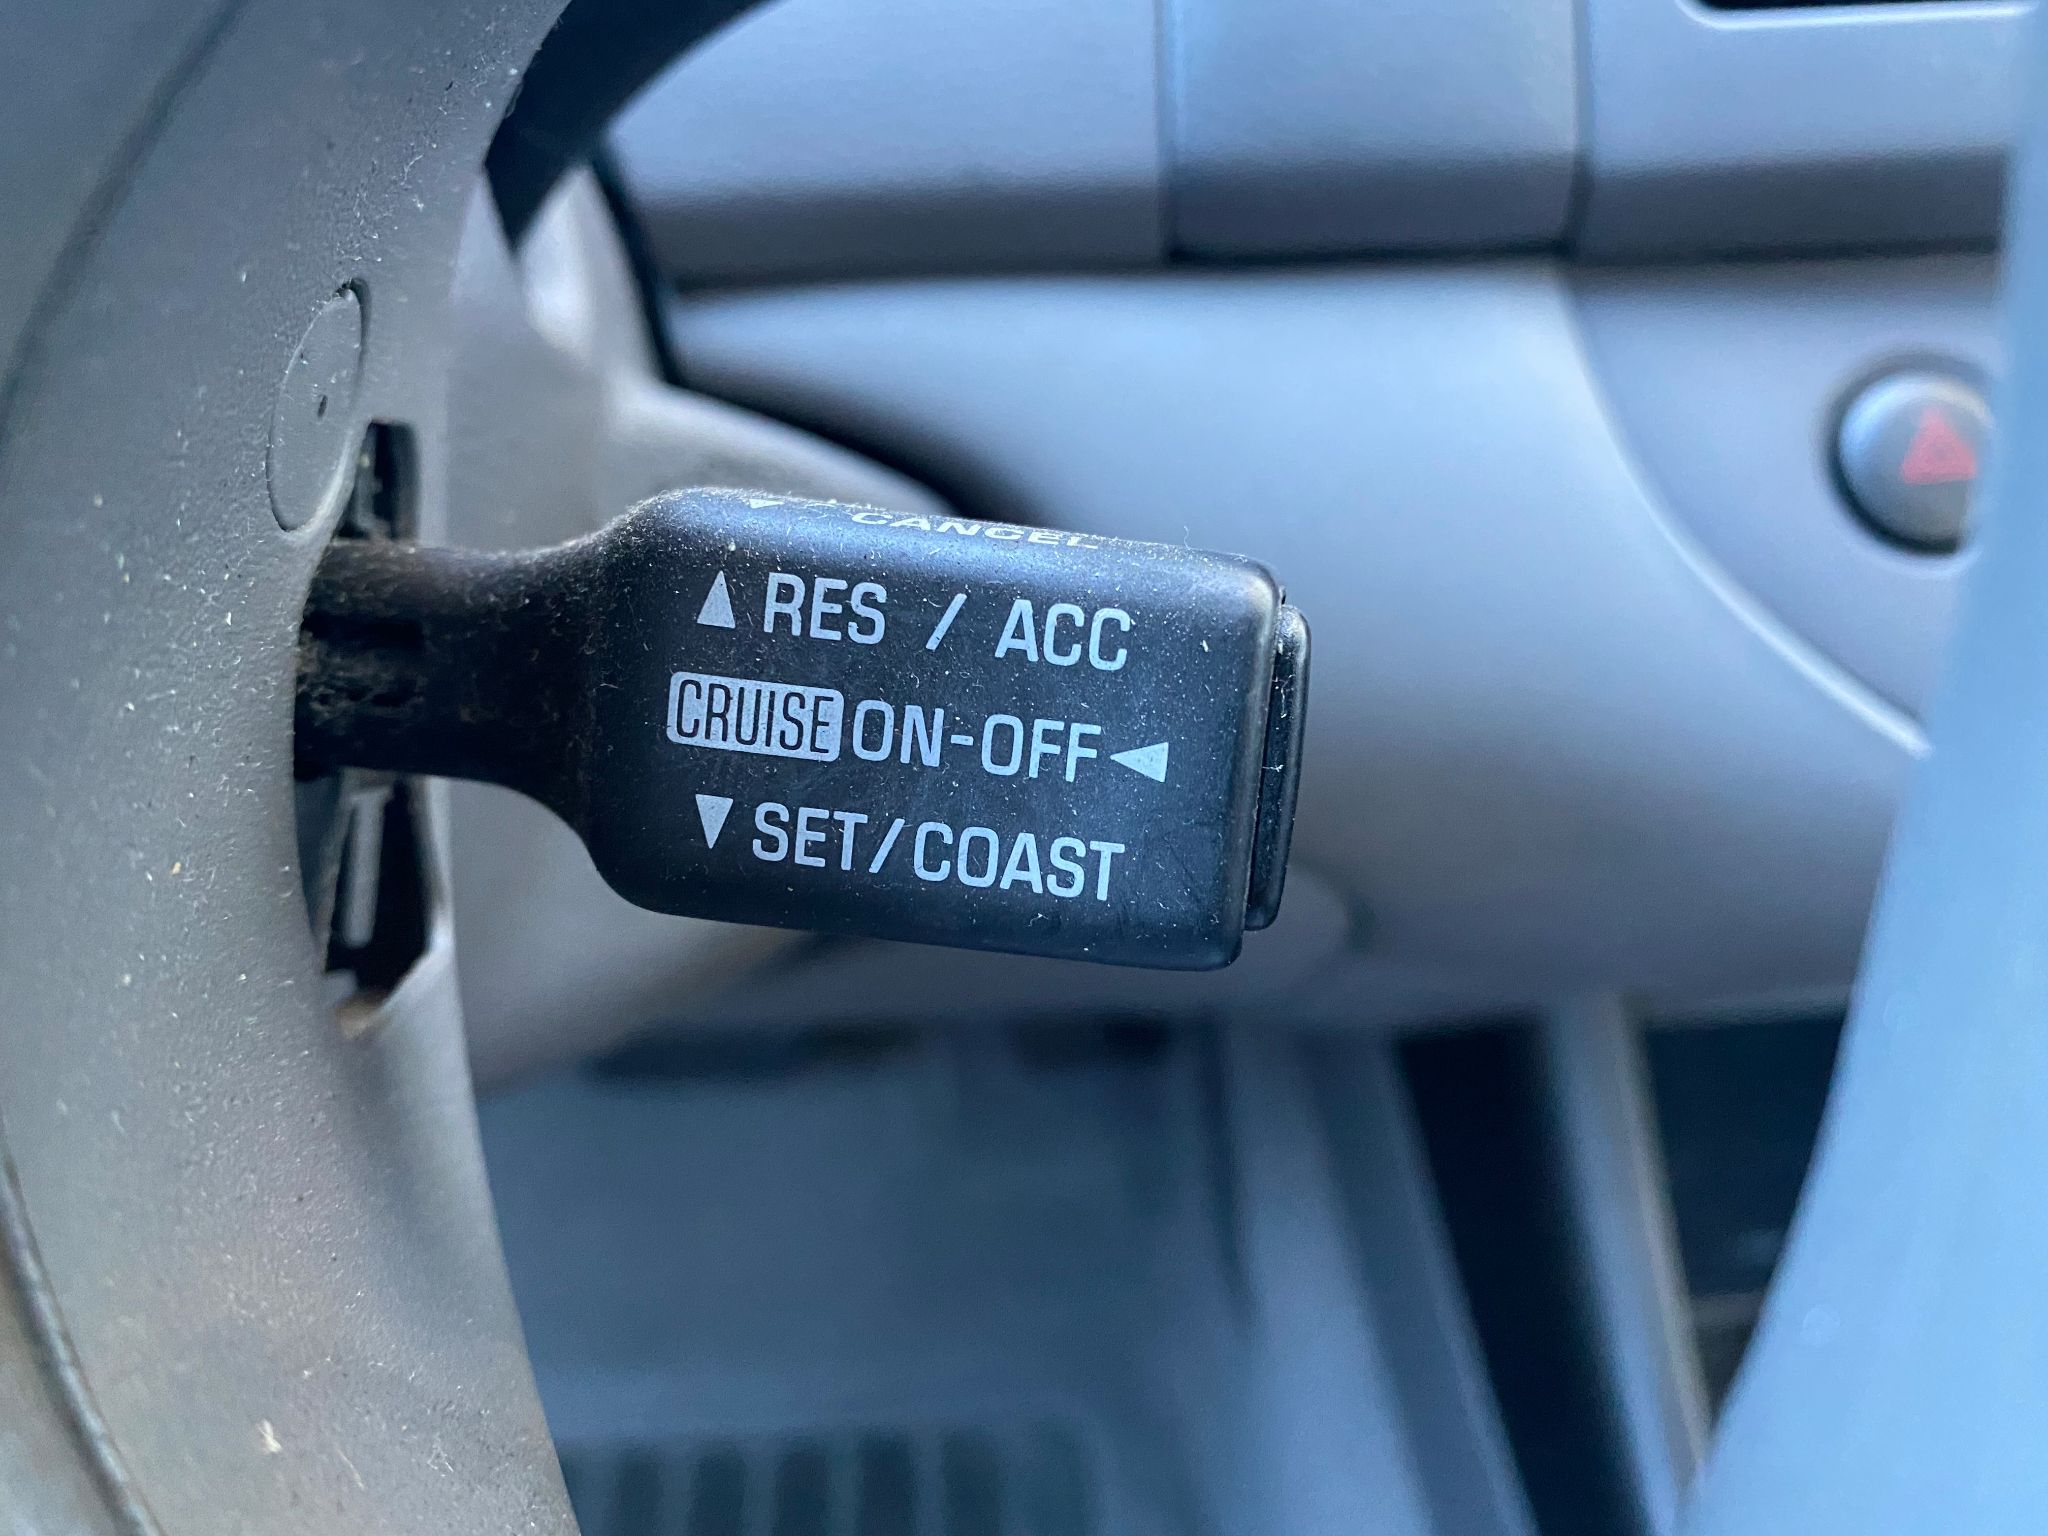 ▼ CANCEL
▲ RES / ACC
CRUISE ON-OFF ◄
▼ SET/COAST